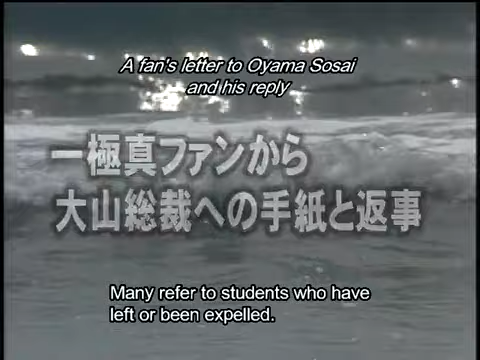 A fan's letter to Oyama Sosai
and his reply
一極真ファンから
大山総裁への手紙と返事
Many refer to students who have
left or been expelled.